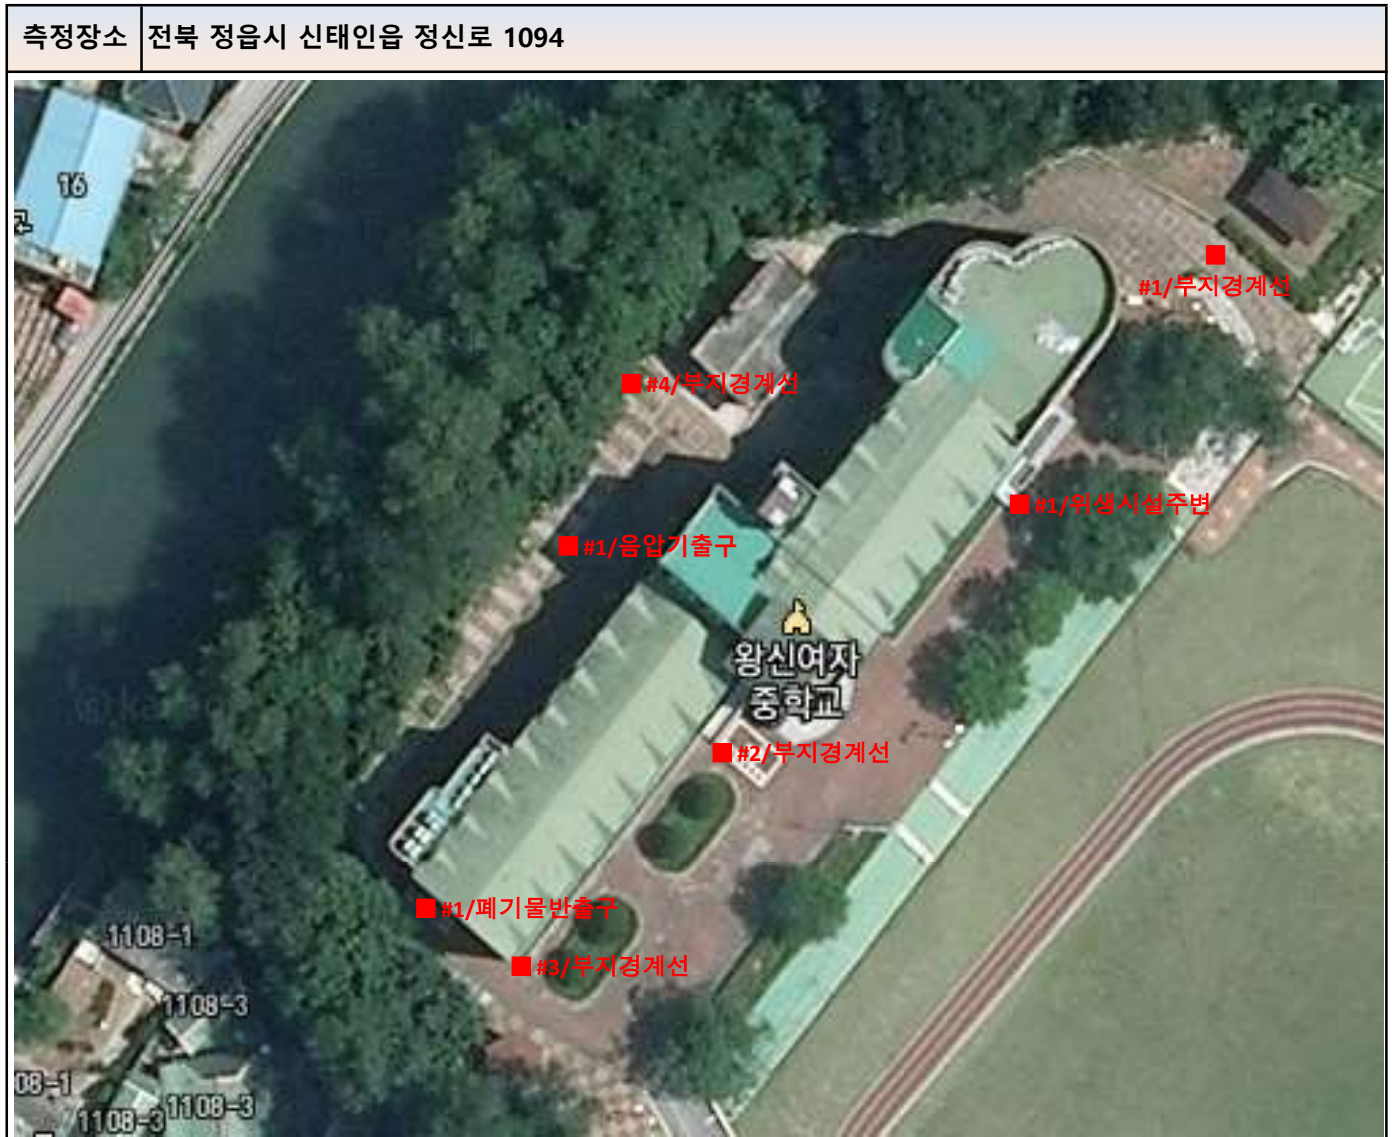 측정장소 전북 정읍시 신태인읍 정신로 1094
16
#1/부지경계선
#4/부지경계선
#1/위생시설주변
#1/음압기출구
왕신여자
중학교
#2/부지경계선
#1/폐기물반출구
1108-1
#3/부지경계선
1108-3
08-1
1108-3
1108-3